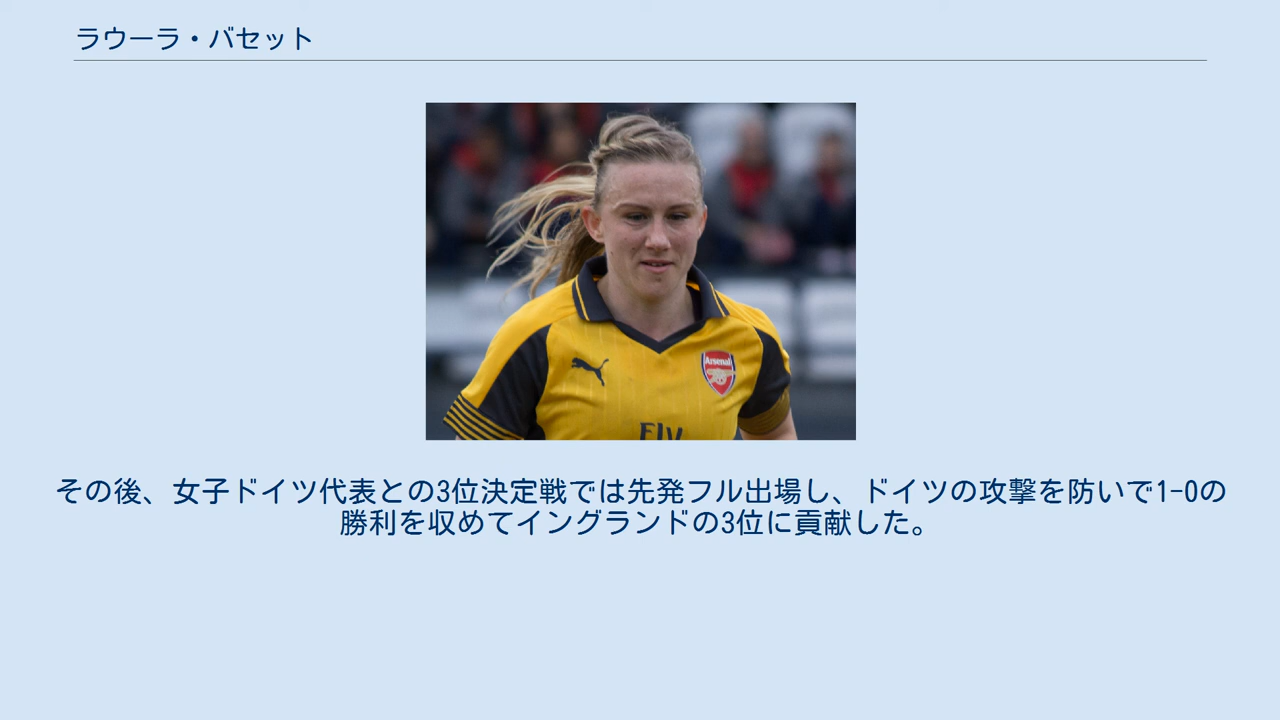 ラウーラ・バセット
Arsenal
その後、女子ドイツ代表との3位決定戦では先発フル出場し、ドイツの攻撃を防いで1-0の
勝利を収めてイングランドの3位に貢献した。